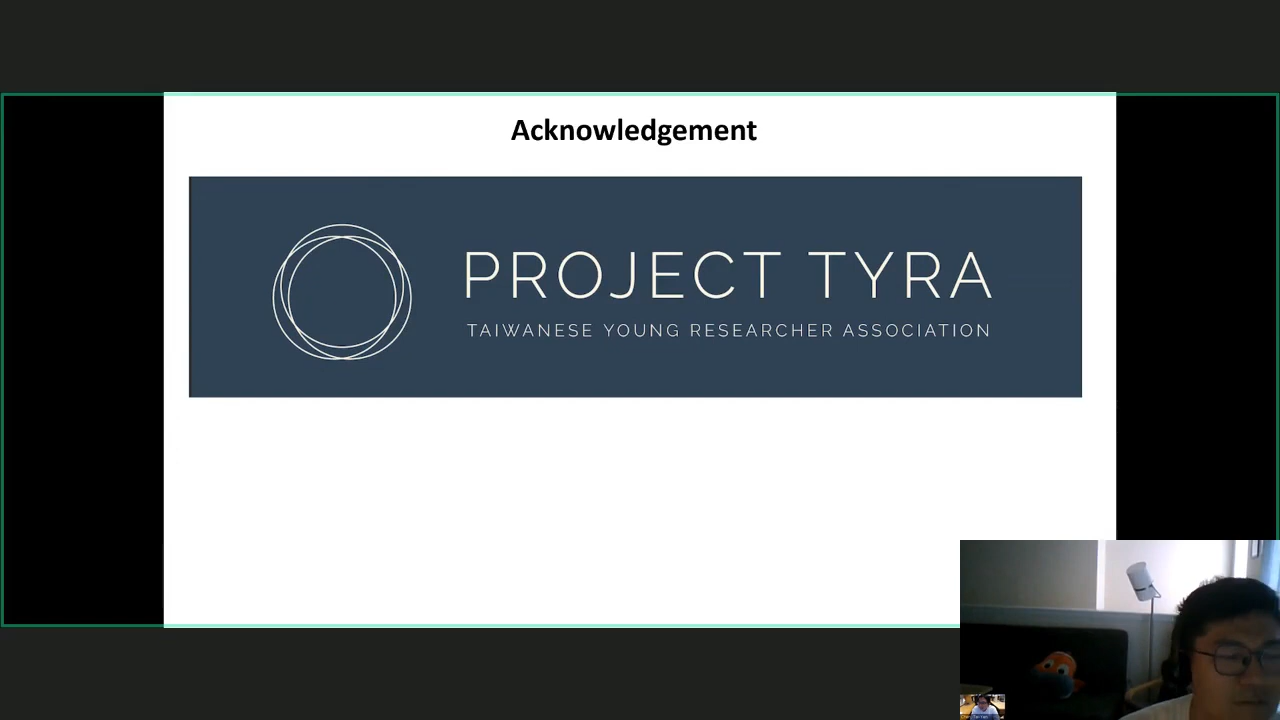 Acknowledgement
PROJECT TYRA
TAIWANESE YOUNG RESEARCHER ASSOCIATION